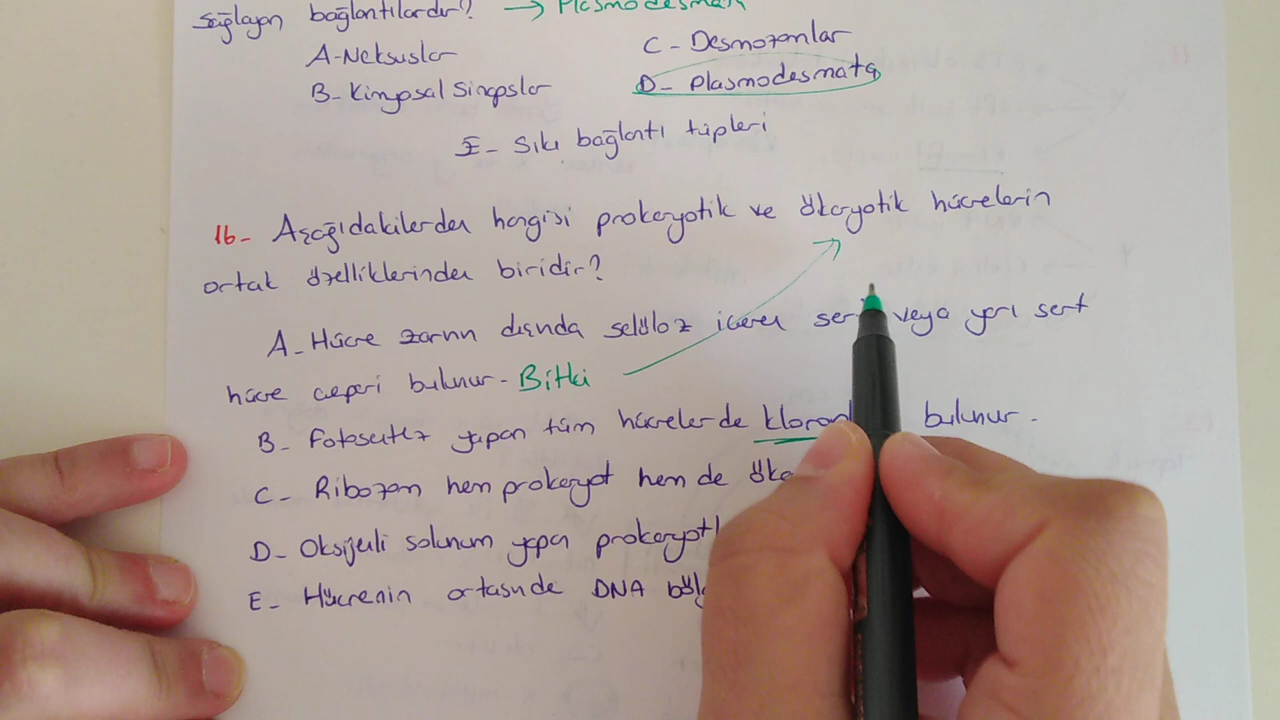 sağlayan bağlantılardır? → Plasmodesmata
A-Neksuslar
C- Desmozomlar
B- Kimyasal Sinapslar
D- Plasmodesmata
E- Sıkı bağlantı tüpleri
16- Aşağıdakilerden hangisi prokaryotik ve ökaryotik hücrelerin
ortak özelliklerinden biridir?
A- Hücre zarının dışında selüloz içeren sert veya yarı sert
hücre çeperi bulunur- Bitki
B- Fotosentez yapan tüm hücrelerde bulunur.
C- Ribozom hem prokaryot hem de
D- Oksijenli solunum yapan
E- Hücrenin ortasında DNA